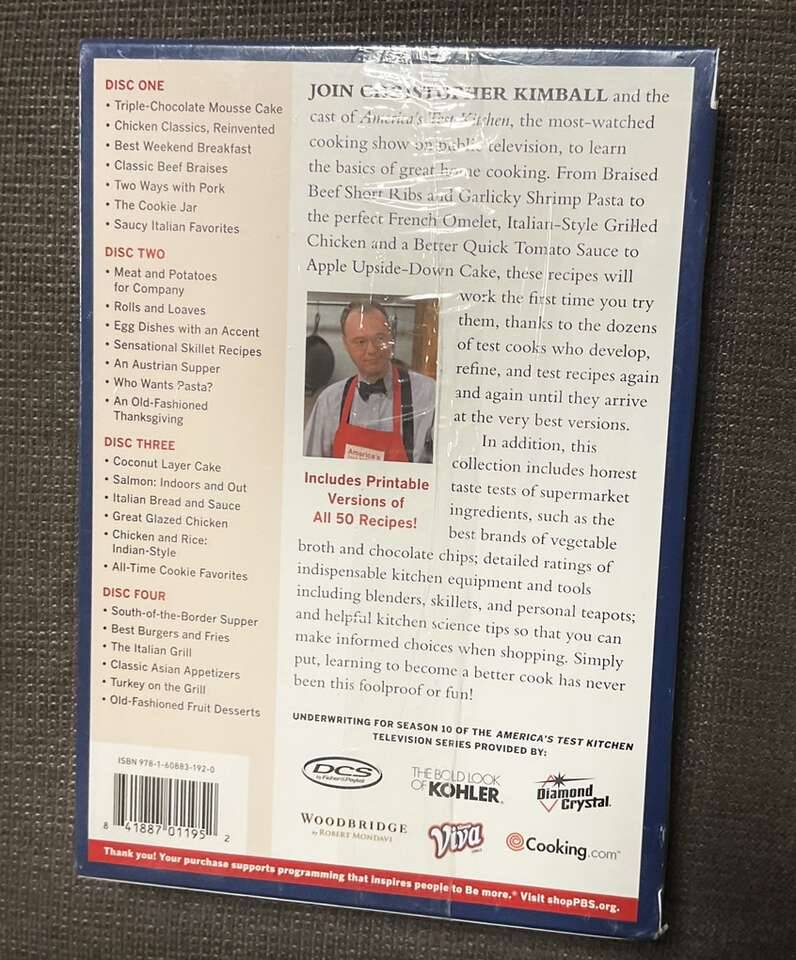 DISC ONE
• Triple-Chocolate Mousse Cake
• Chicken Classics, Reinvented
• Best Weekend Breakfast
• Classic Beef Braises
• Two Ways with Pork
• The Cookie Jar
• Saucy Italian Favorites
DISC TWO
• Meat and Potatoes
for Company
• Rolls and Loaves
• Egg Dishes with an Accent
• Sensational Skillet Recipes
• An Austrian Supper
• Who Wants Pasta?
• An Old-Fashioned
Thanksgiving
DISC THREE
• Coconut Layer Cake
• Salmon: Indoors and Out
• Italian Bread and Sauce
• Great Glazed Chicken
• Chicken and Rice:
Indian-Style
• All-Time Cookie Favorites
DISC FOUR
• South-of-the-Border Supper
• Best Burgers and Fries
• The Italian Grill
• Classic Asian Appetizers
• Turkey on the Grill
• Old-Fashioned Fruit Desserts
ISBN 978-1-60883-192-0
8 41887 01195 2
JOIN CHRISTOPHER KIMBALL and the
cast of America's Test Kitchen, the most-watched
cooking show on public television, to learn
the basics of great home cooking. From Braised
Beef Short Ribs and Garlicky Shrimp Pasta to
the perfect French Omelet, Italian-Style Grilled
Chicken and a Better Quick Tomato Sauce to
Apple Upside-Down Cake, these recipes will
work the first time you try
them, thanks to the dozens
of test cooks who develop,
refine, and test recipes again
and again until they arrive
at the very best versions.
In addition, this
collection includes honest
taste tests of supermarket
ingredients, such as the
best brands of vegetable
broth and chocolate chips; detailed ratings of
indispensable kitchen equipment and tools
including blenders, skillets, and personal teapots;
and helpful kitchen science tips so that you can
make informed choices when shopping. Simply
put, learning to become a better cook has never
been this foolproof or fun!
America's
Includes Printable
Versions of
All 50 Recipes!
UNDERWRITING FOR SEASON 10 OF THE AMERICA'S TEST KITCHEN
TELEVISION SERIES PROVIDED BY:
DCS
by Fisher & Paykel
THE BOLD LOOK
OF KOHLER.
Diamond
Crystal.
WOODBRIDGE
by ROBERT MONDAVI
Viva
Cooking.com™
Thank you! Your purchase supports programming that inspires people to Be more.® Visit shopPBS.org.